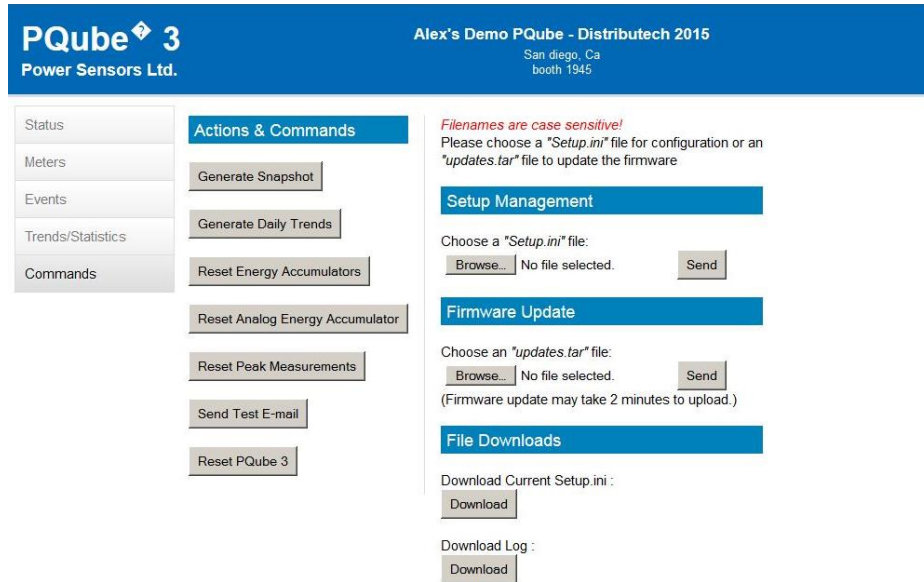 PQube� 3
Power Sensors Ltd.
Alex's Demo PQube - Distributech 2015
San diego, Ca
booth 1945
Status
Meters
Events
Trends/Statistics
Commands
Actions & Commands
Generate Snapshot
Generate Daily Trends
Reset Energy Accumulators
Reset Analog Energy Accumulator
Reset Peak Measurements
Send Test E-mail
Reset PQube 3
Filenames are case sensitive!
Please choose a "Setup.ini" file for configuration or an
"updates.tar" file to update the firmware
Setup Management
Choose a "Setup.ini" file:
Browse... No file selected. Send
Firmware Update
Choose an "updates.tar" file:
Browse... No file selected. Send
(Firmware update may take 2 minutes to upload.)
File Downloads
Download Current Setup.ini :
Download
Download Log :
Download